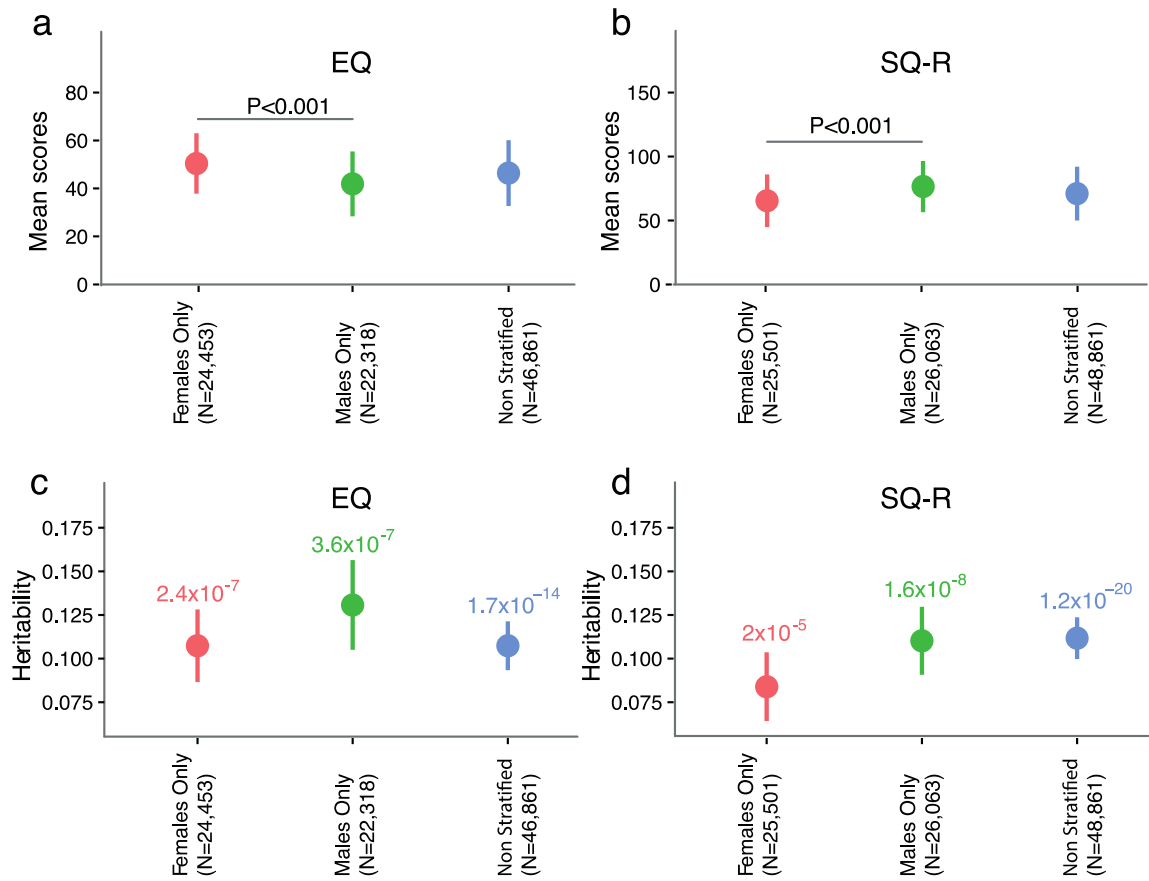 a
EQ
Mean scores
80
60
40
20
0
P<0.001
Females Only
(N=24,453)
Males Only
(N=22,318)
Non Stratified
(N=46,861)
b
SQ-R
Mean scores
150
100
50
0
P<0.001
Females Only
(N=25,501)
Males Only
(N=26,063)
Non Stratified
(N=48,861)
c
EQ
Heritability
0.175
0.150
0.125
0.100
0.075
2.4x10⁻⁷
3.6x10⁻⁷
1.7x10⁻¹⁴
Females Only
(N=24,453)
Males Only
(N=22,318)
Non Stratified
(N=46,861)
d
SQ-R
Heritability
0.175
0.150
0.125
0.100
0.075
2x10⁻⁵
1.6x10⁻⁸
1.2x10⁻²⁰
Females Only
(N=25,501)
Males Only
(N=26,063)
Non Stratified
(N=48,861)